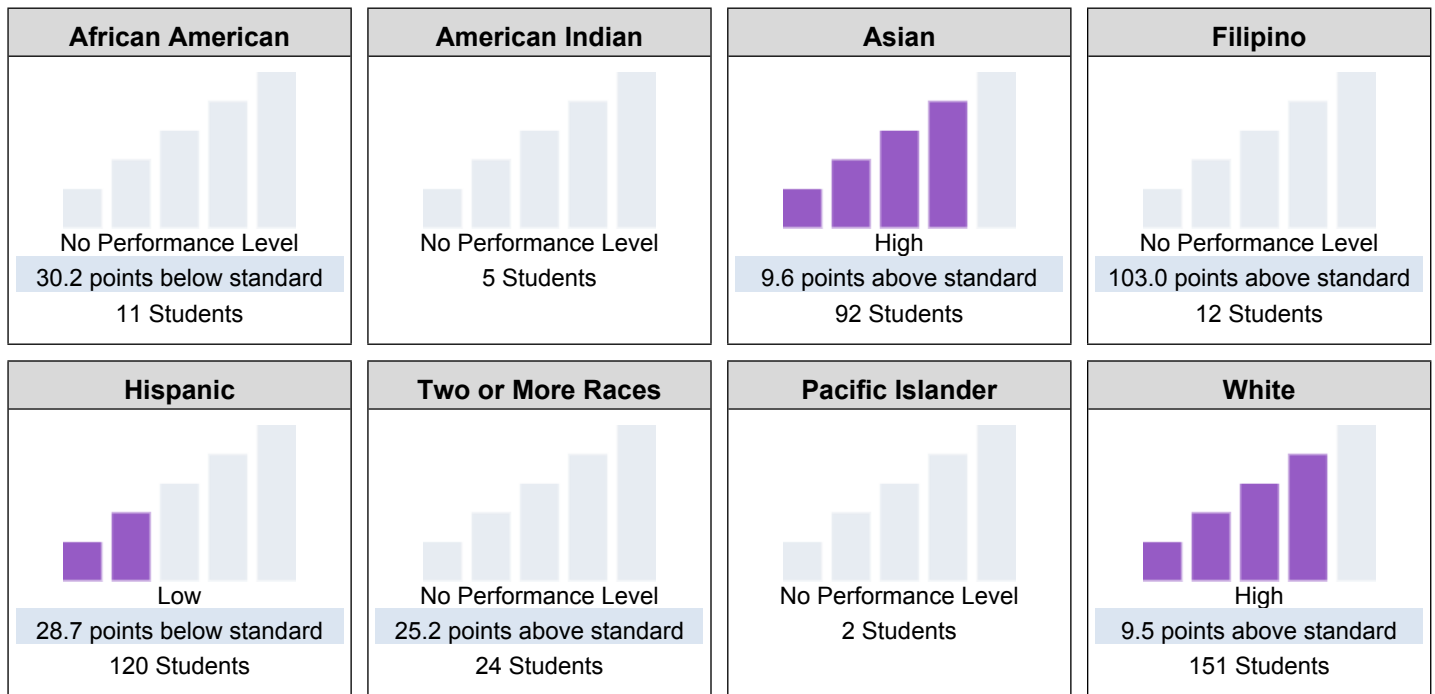 African American
No Performance Level
30.2 points below standard
11 Students
American Indian
No Performance Level
5 Students
Asian
High
9.6 points above standard
92 Students
Filipino
No Performance Level
103.0 points above standard
12 Students
Hispanic
Low
28.7 points below standard
120 Students
Two or More Races
No Performance Level
25.2 points above standard
24 Students
Pacific Islander
No Performance Level
2 Students
White
High
9.5 points above standard
151 Students